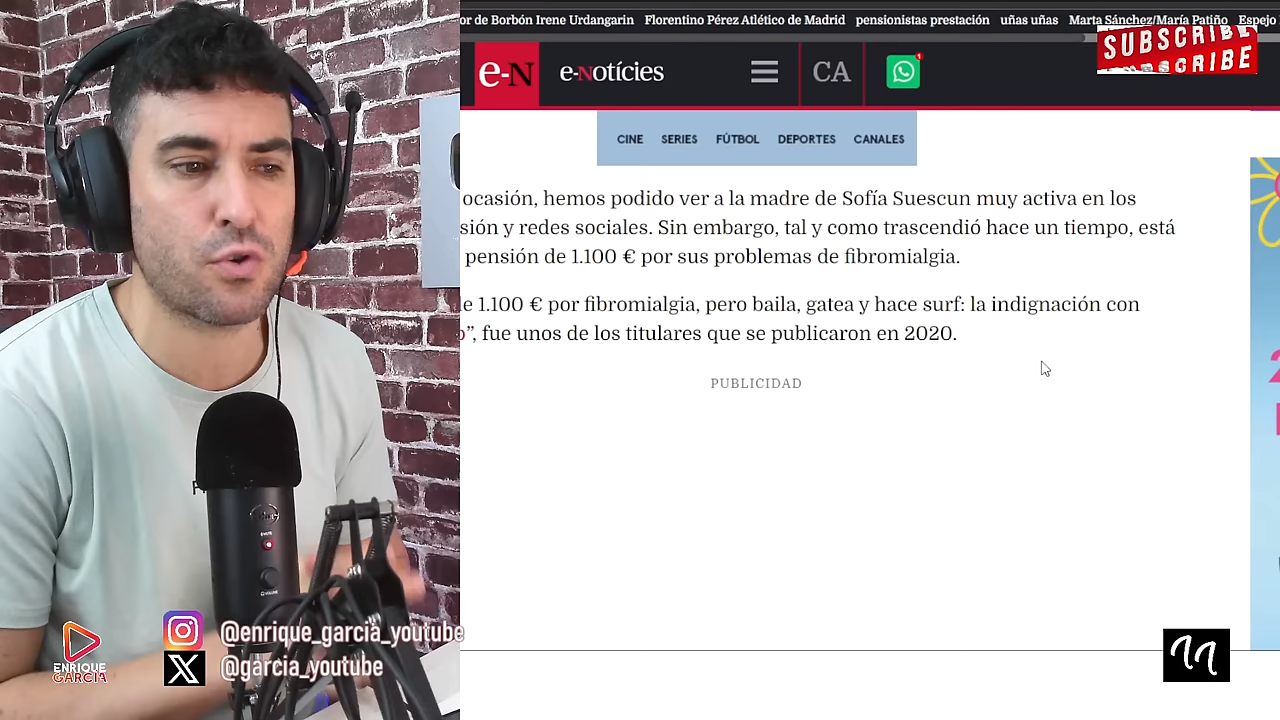 or de Borbón Irene Urdangarin Florentino Pérez Atlético de Madrid pensionistas prestación uñas uñas Marta Sánchez/María Patiño Espejo
SUBSCRIBE
SUBSCRIBE
e-N e-Notícies CA
1
CINE SERIES FÚTBOL DEPORTES CANALES
ocasión, hemos podido ver a la madre de Sofía Suescun muy activa en los
sión y redes sociales. Sin embargo, tal y como trascendió hace un tiempo, está
pensión de 1.100 € por sus problemas de fibromialgia.
e 1.100 € por fibromialgia, pero baila, gatea y hace surf: la indignación con
o”, fue unos de los titulares que se publicaron en 2020.
PUBLICIDAD
@enrique_garcia_youtube
@garcia_youtube
ENRIQUE
GARCIA